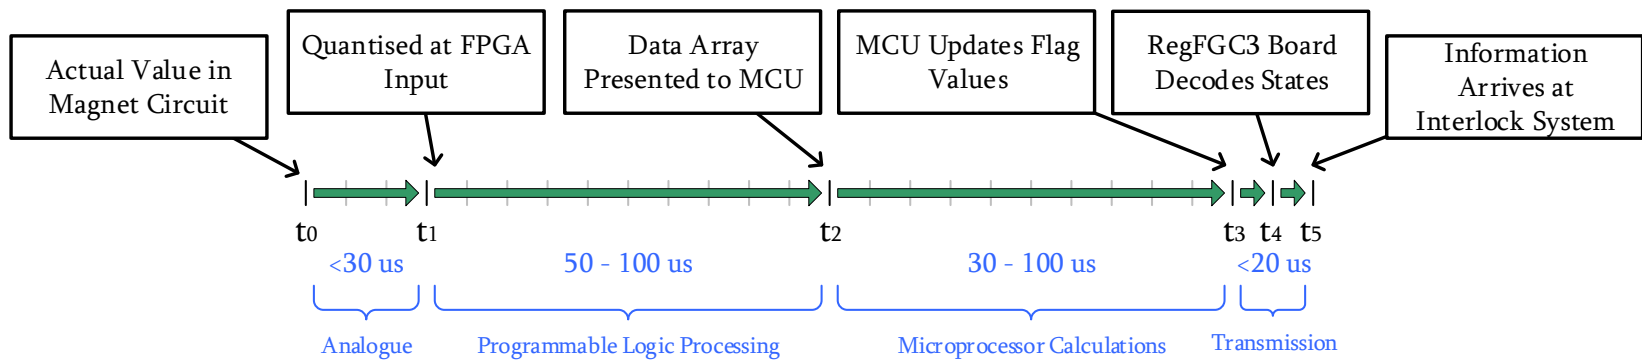 Actual Value in
Magnet Circuit
Quantised at FPGA
Input
Data Array
Presented to MCU
MCU Updates Flag
Values
RegFGC3 Board
Decodes States
Information
Arrives at
Interlock System
t0
t1
t2
t3
t4
t5
<30 us
50 - 100 us
30 - 100 us
<20 us
Analogue
Programmable Logic Processing
Microprocessor Calculations
Transmission